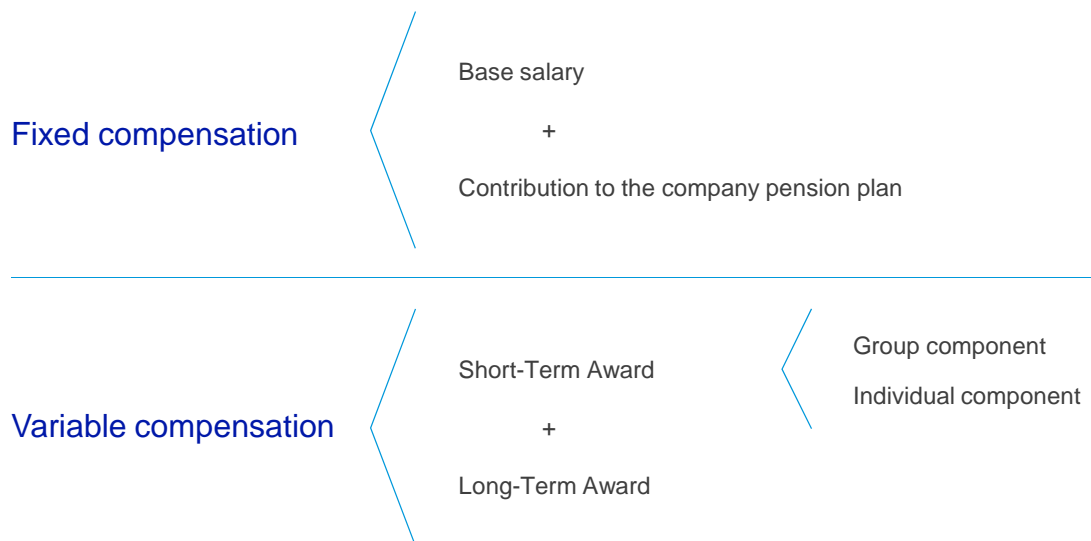 Fixed compensation
Base salary
+
Contribution to the company pension plan
Variable compensation
Short-Term Award
+
Long-Term Award
Group component
Individual component